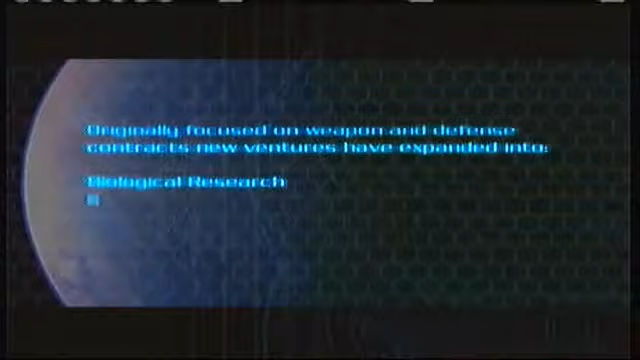 Originally focused on weapon and defense
contracts new ventures have expanded into:
Biological Research